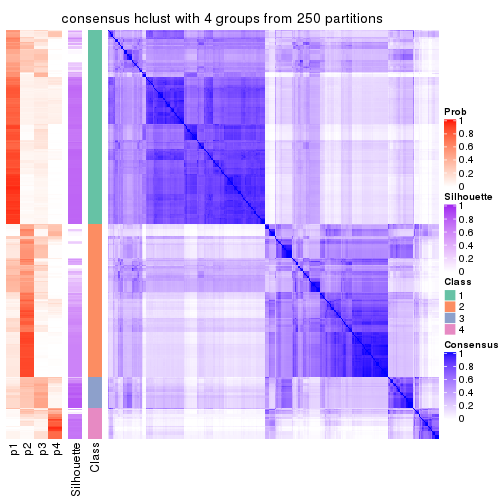 consensus hclust with 4 groups from 250 partitions
Prob
1
0.8
0.6
0.4
0.2
0
Silhouette
1
0.8
0.6
0.4
0.2
0
Class
1
2
3
4
Consensus
1
0.8
0.6
0.4
0.2
0
p1
p2
p3
p4
Silhouette
Class